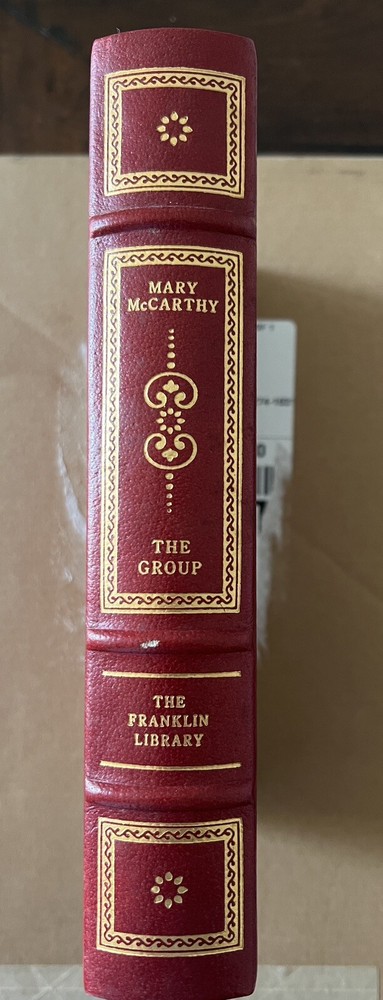 MARY
McCARTHY
THE
GROUP
THE
FRANKLIN
LIBRARY